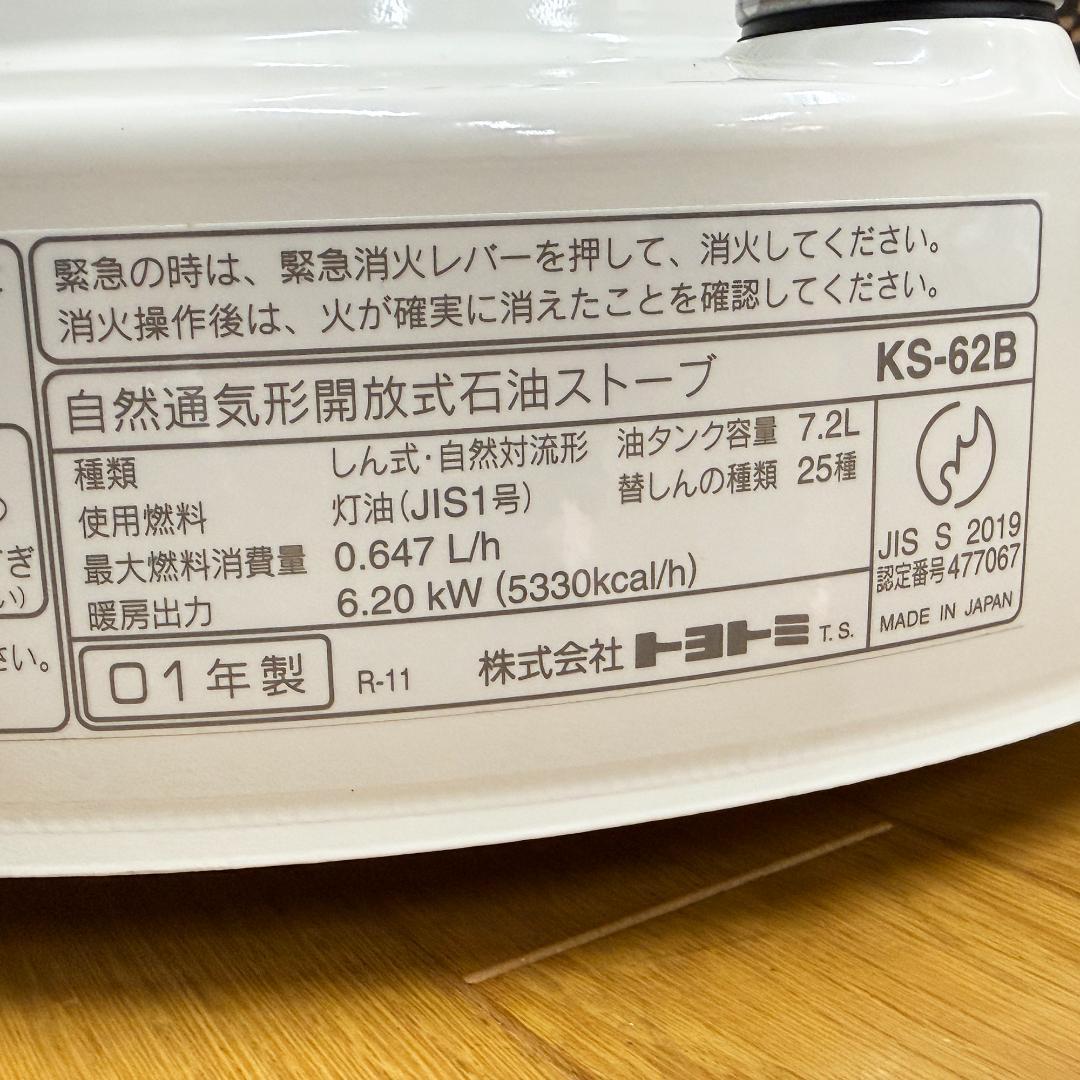 緊急の時は、緊急消火レバーを押して、消火してください。
消火操作後は、火が確実に消えたことを確認してください。
自然通気形開放式石油ストーブ KS-62B
種類 しん式・自然対流形 油タンク容量 7.2L
使用燃料 灯油(JIS1号) 替しんの種類 25種
最大燃料消費量 0.647 L/h
暖房出力 6.20 kW (5330kcal/h)
JIS S 2019
認定番号477067
MADE IN JAPAN
01年製 R-11 株式会社トヨトミ T.S.
さい。